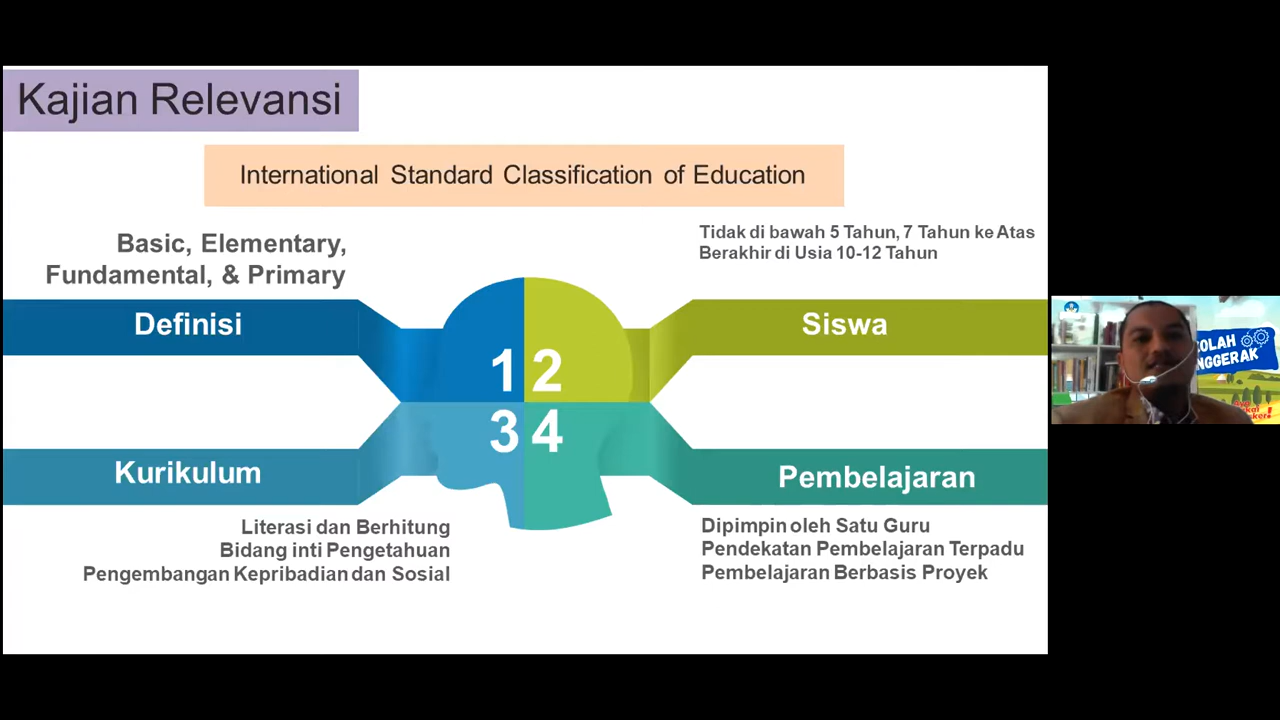 Kajian Relevansi
International Standard Classification of Education
Basic, Elementary,
Fundamental, & Primary
Tidak di bawah 5 Tahun, 7 Tahun ke Atas
Berakhir di Usia 10-12 Tahun
Definisi
Siswa
1 2
3 4
Kurikulum
Pembelajaran
Literasi dan Berhitung
Bidang inti Pengetahuan
Pengembangan Kepribadian dan Sosial
Dipimpin oleh Satu Guru
Pendekatan Pembelajaran Terpadu
Pembelajaran Berbasis Proyek
OLAH
NGGERAK